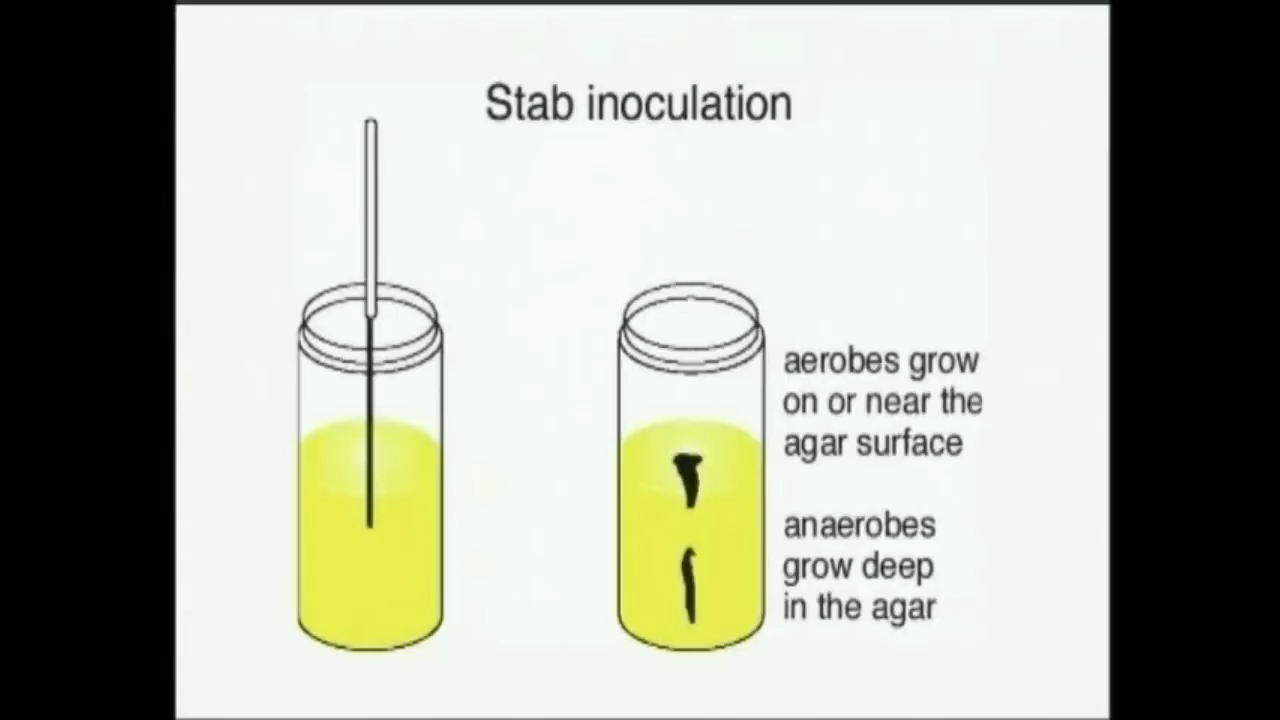 Stab inoculation
aerobes grow
on or near the
agar surface
anaerobes
grow deep
in the agar